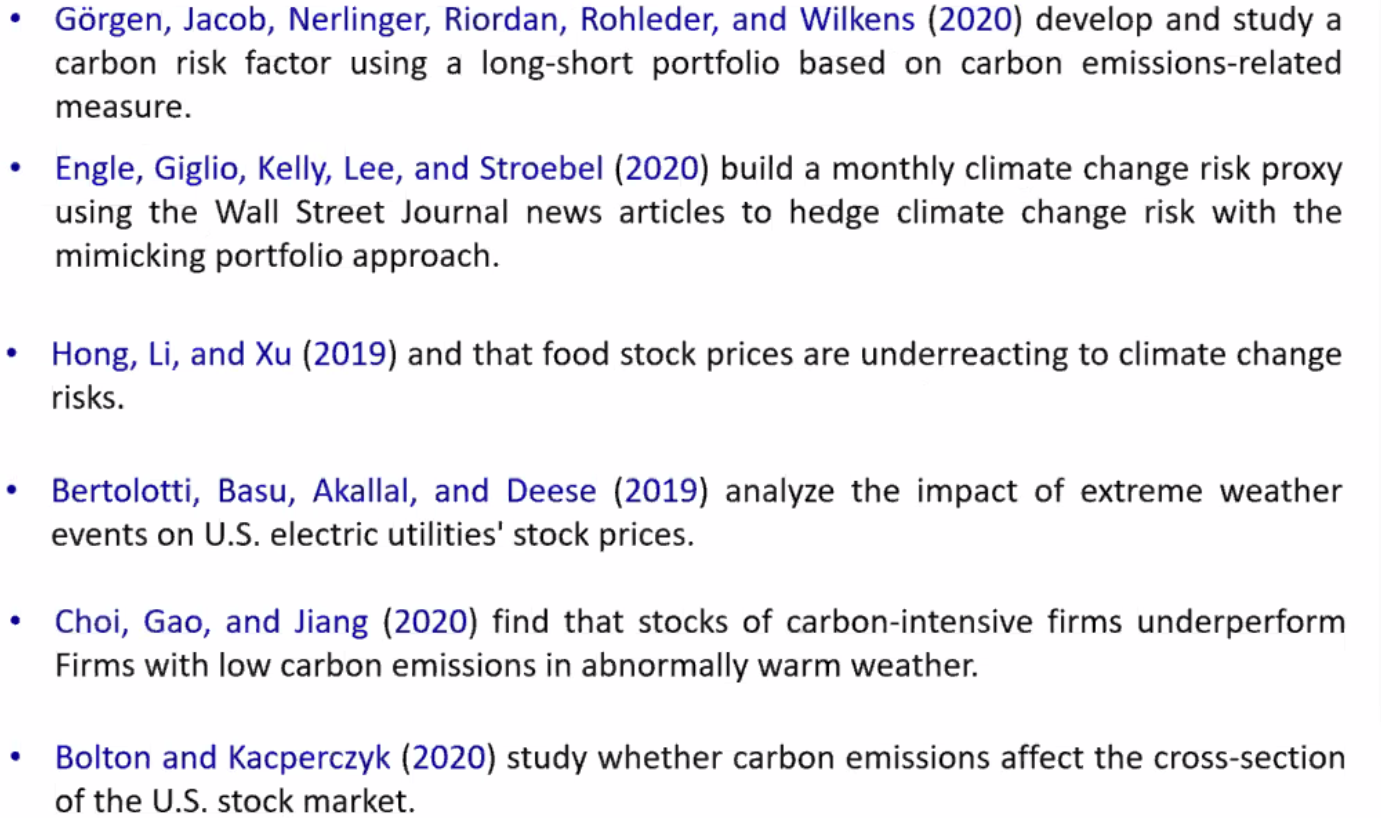 • Görgen, Jacob, Nerlinger, Riordan, Rohleder, and Wilkens (2020) develop and study a
carbon risk factor using a long-short portfolio based on carbon emissions-related
measure.
• Engle, Giglio, Kelly, Lee, and Stroebel (2020) build a monthly climate change risk proxy
using the Wall Street Journal news articles to hedge climate change risk with the
mimicking portfolio approach.
• Hong, Li, and Xu (2019) and that food stock prices are underreacting to climate change
risks.
• Bertolotti, Basu, Akallal, and Deese (2019) analyze the impact of extreme weather
events on U.S. electric utilities' stock prices.
• Choi, Gao, and Jiang (2020) find that stocks of carbon-intensive firms underperform
Firms with low carbon emissions in abnormally warm weather.
• Bolton and Kacperczyk (2020) study whether carbon emissions affect the cross-section
of the U.S. stock market.